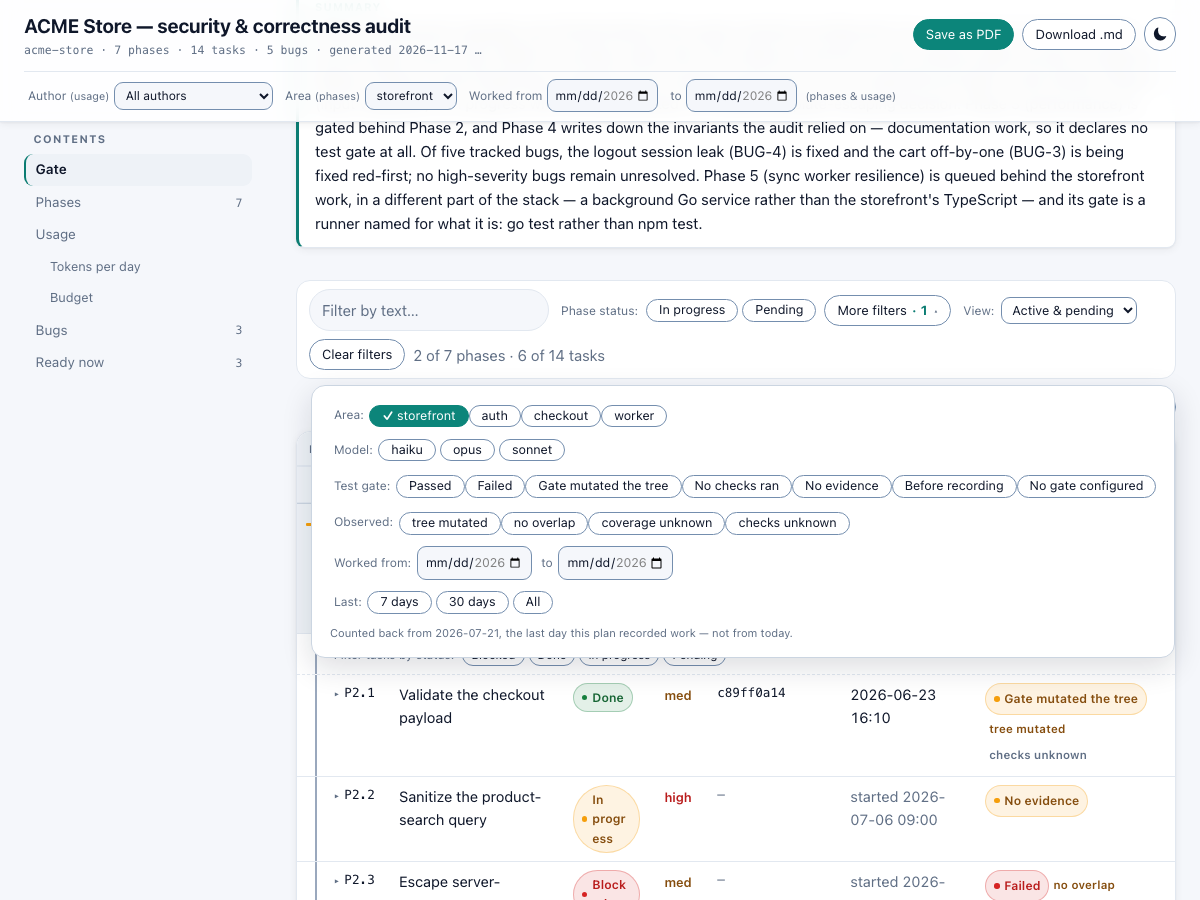 ACME Store — security & correctness audit
acme-store · 7 phases · 14 tasks · 5 bugs · generated 2026-11-17 …
Save as PDF
Download .md
Author (usage) All authors Area (phases) storefront Worked from mm/dd/2026 to mm/dd/2026 (phases & usage)
CONTENTS
Gate
Phases 7
Usage
Tokens per day
Budget
Bugs 3
Ready now 3
gated behind Phase 2, and Phase 4 writes down the invariants the audit relied on — documentation work, so it declares no
test gate at all. Of five tracked bugs, the logout session leak (BUG-4) is fixed and the cart off-by-one (BUG-3) is being
fixed red-first; no high-severity bugs remain unresolved. Phase 5 (sync worker resilience) is queued behind the storefront
work, in a different part of the stack — a background Go service rather than the storefront's TypeScript — and its gate is a
runner named for what it is: go test rather than npm test.
Filter by text… Phase status: In progress Pending More filters · 1 · View: Active & pending
Clear filters 2 of 7 phases · 6 of 14 tasks
Area: ✓ storefront auth checkout worker
Model: haiku opus sonnet
Test gate: Passed Failed Gate mutated the tree No checks ran No evidence Before recording No gate configured
Observed: tree mutated no overlap coverage unknown checks unknown
Worked from: mm/dd/2026 to mm/dd/2026
Last: 7 days 30 days All
Counted back from 2026-07-21, the last day this plan recorded work — not from today.
P2.1 Validate the checkout payload Done med c89ff0a14 2026-06-23 16:10 Gate mutated the tree
tree mutated
checks unknown
P2.2 Sanitize the product-search query In progress high — started 2026-07-06 09:00 No evidence
P2.3 Escape server- Block med — started 2026- Failed no overlap